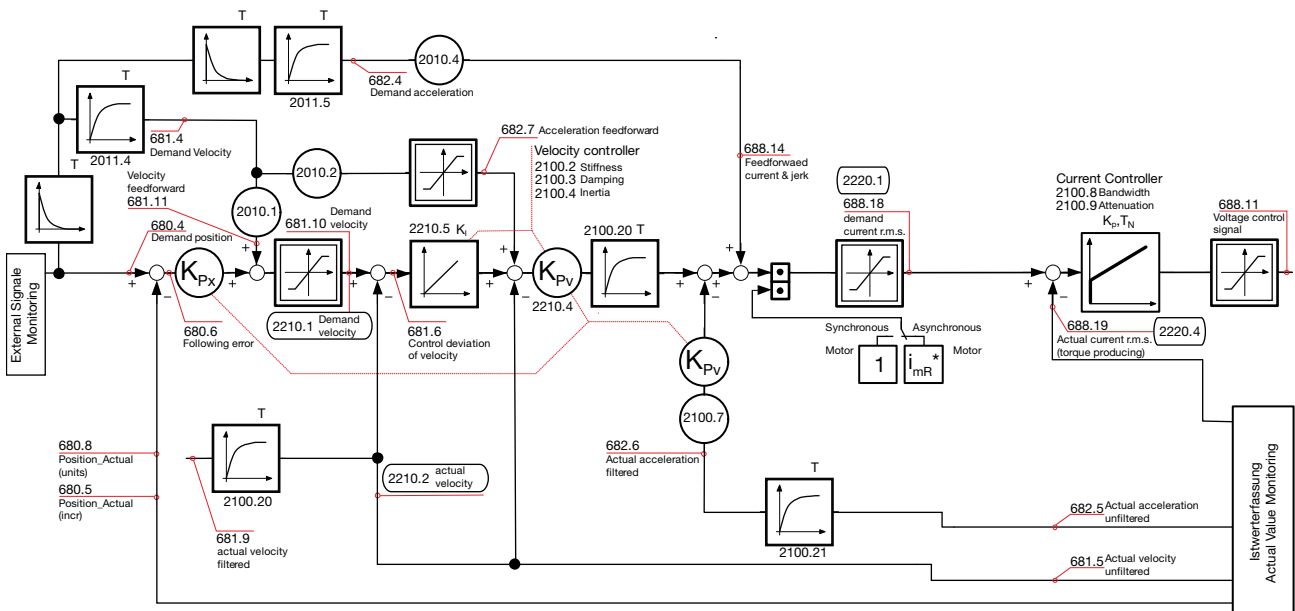 T
T
2010.4
682.4
Demand acceleration
2011.5
T
681.4
Demand Velocity
2011.4
T
682.7 Acceleration feedforward
Velocity controller
2100.2 Stiffness
2100.3 Damping
2100.4 Inertia
688.14
Feedforwaed
current & jerk
2220.1
688.18
demand
current r.m.s.
Current Controller
2100.8 Bandwidth
2100.9 Attenuation
KP,TN
688.11
Voltage control
signal
Velocity
feedforward
681.11
2010.2
2010.1
Demand
681.10 velocity
2210.5 KI
2100.20 T
680.4
Demand position
External Signale
Monitoring
+
−
KPx
+
+
+
−
+
+
−
KPv
2210.4
+
−
+
+
+
−
680.6
Following error
2210.1 Demand
velocity
681.6
Control deviation
of velocity
Synchronous
Motor
1
Asynchronous
Motor
imR*
688.19
Actual current r.m.s.
(torque producing)
2220.4
KPv
2100.7
680.8
Position_Actual
(units)
680.5
Position_Actual
(incr)
T
2100.20
681.9
actual velocity
filtered
2210.2 actual
velocity
682.6
Actual acceleration
filtered
T
2100.21
682.5 Actual acceleration
unfiltered
681.5 Actual velocity
unfiltered
Istwerterfassung
Actual Value Monitoring